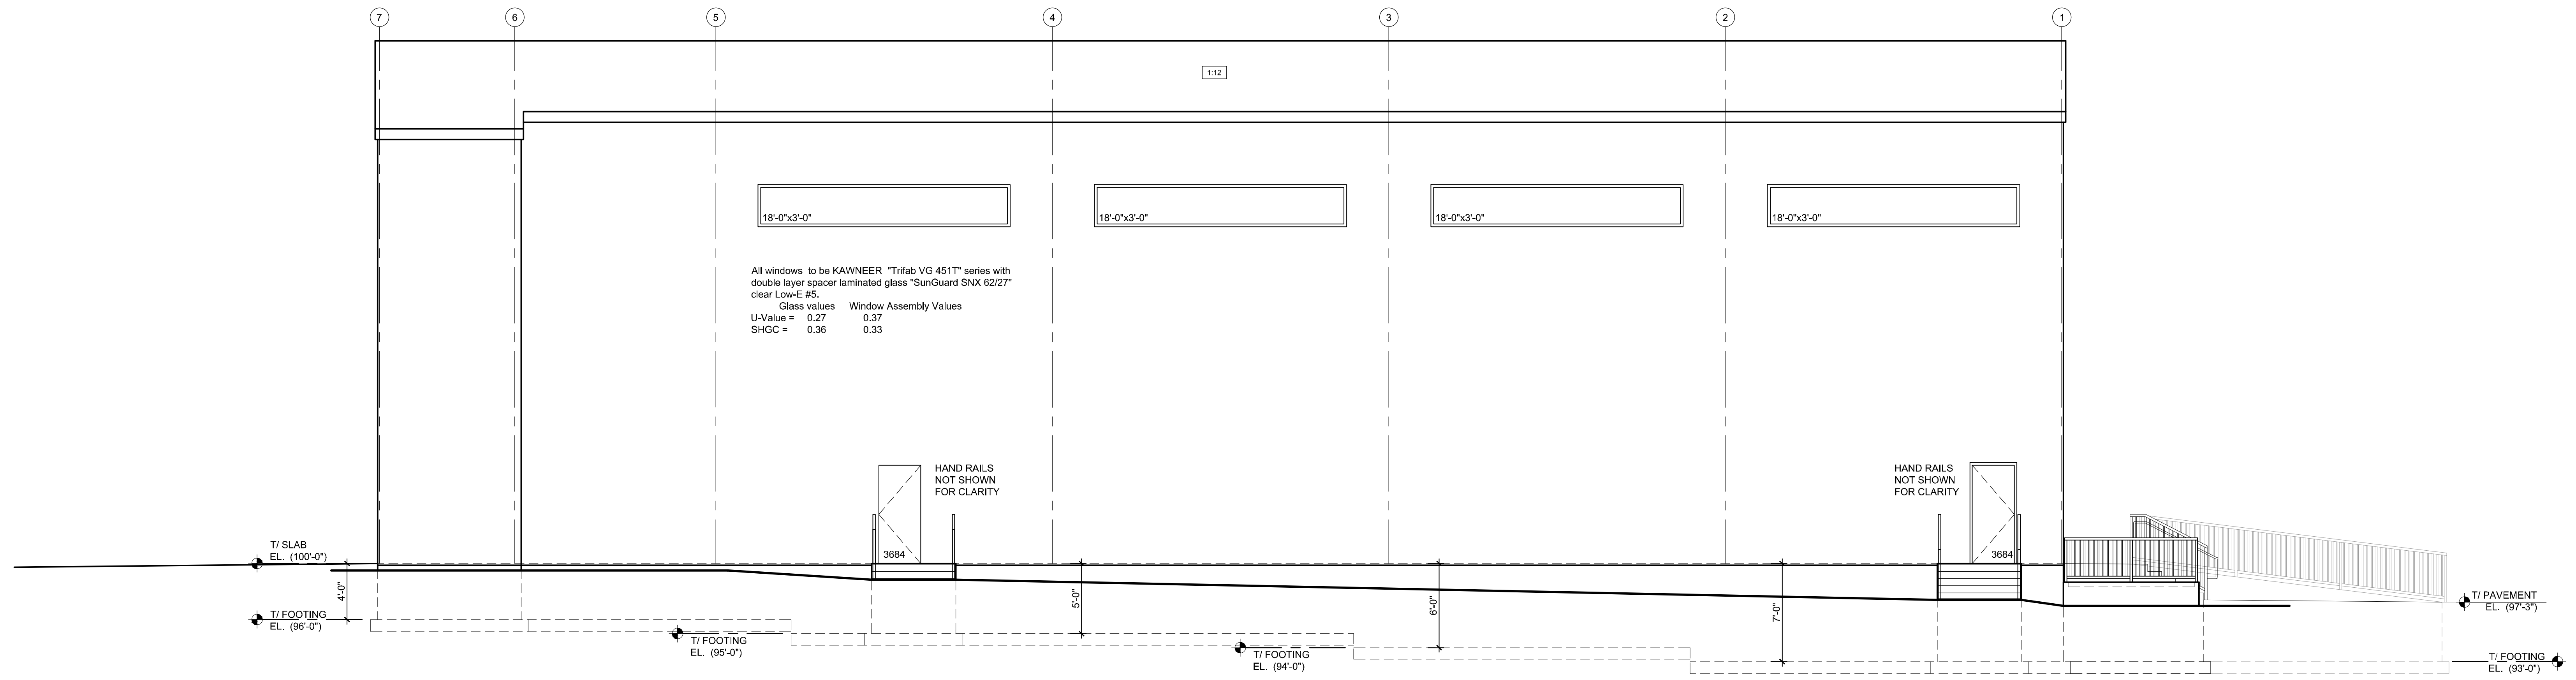 7 6 5 4 3 2 1
1:12
18'-0"x3'-0" 18'-0"x3'-0" 18'-0"x3'-0" 18'-0"x3'-0"
All windows to be KAWNEER "Trifab VG 451T" series with
double layer spacer laminated glass "SunGuard SNX 62/27"
clear Low-E #5.
Glass values Window Assembly Values
U-Value = 0.27 0.37
SHGC = 0.36 0.33
HAND RAILS
NOT SHOWN
FOR CLARITY
3684
HAND RAILS
NOT SHOWN
FOR CLARITY
3684
T/ SLAB
EL. (100'-0")
4'-0"
5'-0"
6'-0"
7'-0"
T/ PAVEMENT
EL. (97'-3")
T/ FOOTING
EL. (96'-0")
T/ FOOTING
EL. (95'-0")
T/ FOOTING
EL. (94'-0")
T/ FOOTING
EL. (93'-0")